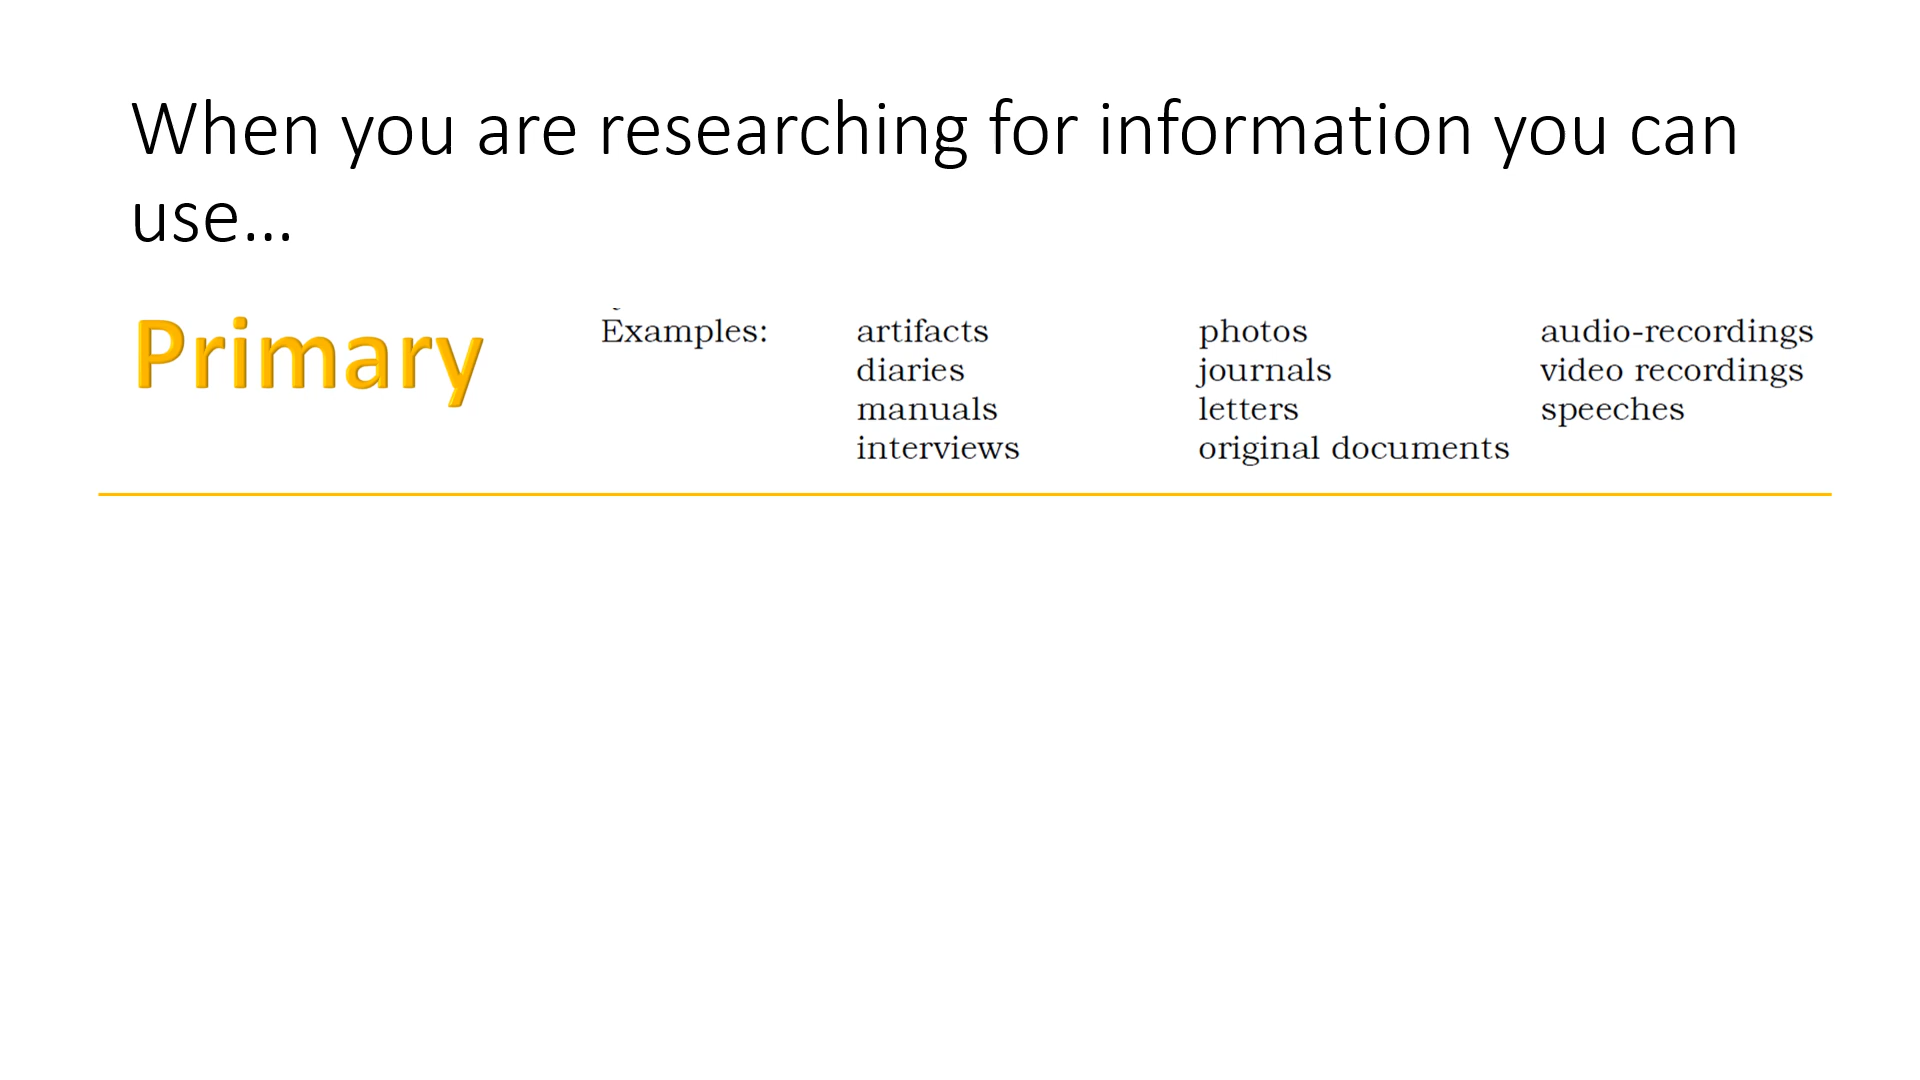 When you are researching for information you can
use…
Primary
Examples:
artifacts
diaries
manuals
interviews
photos
journals
letters
original documents
audio-recordings
video recordings
speeches